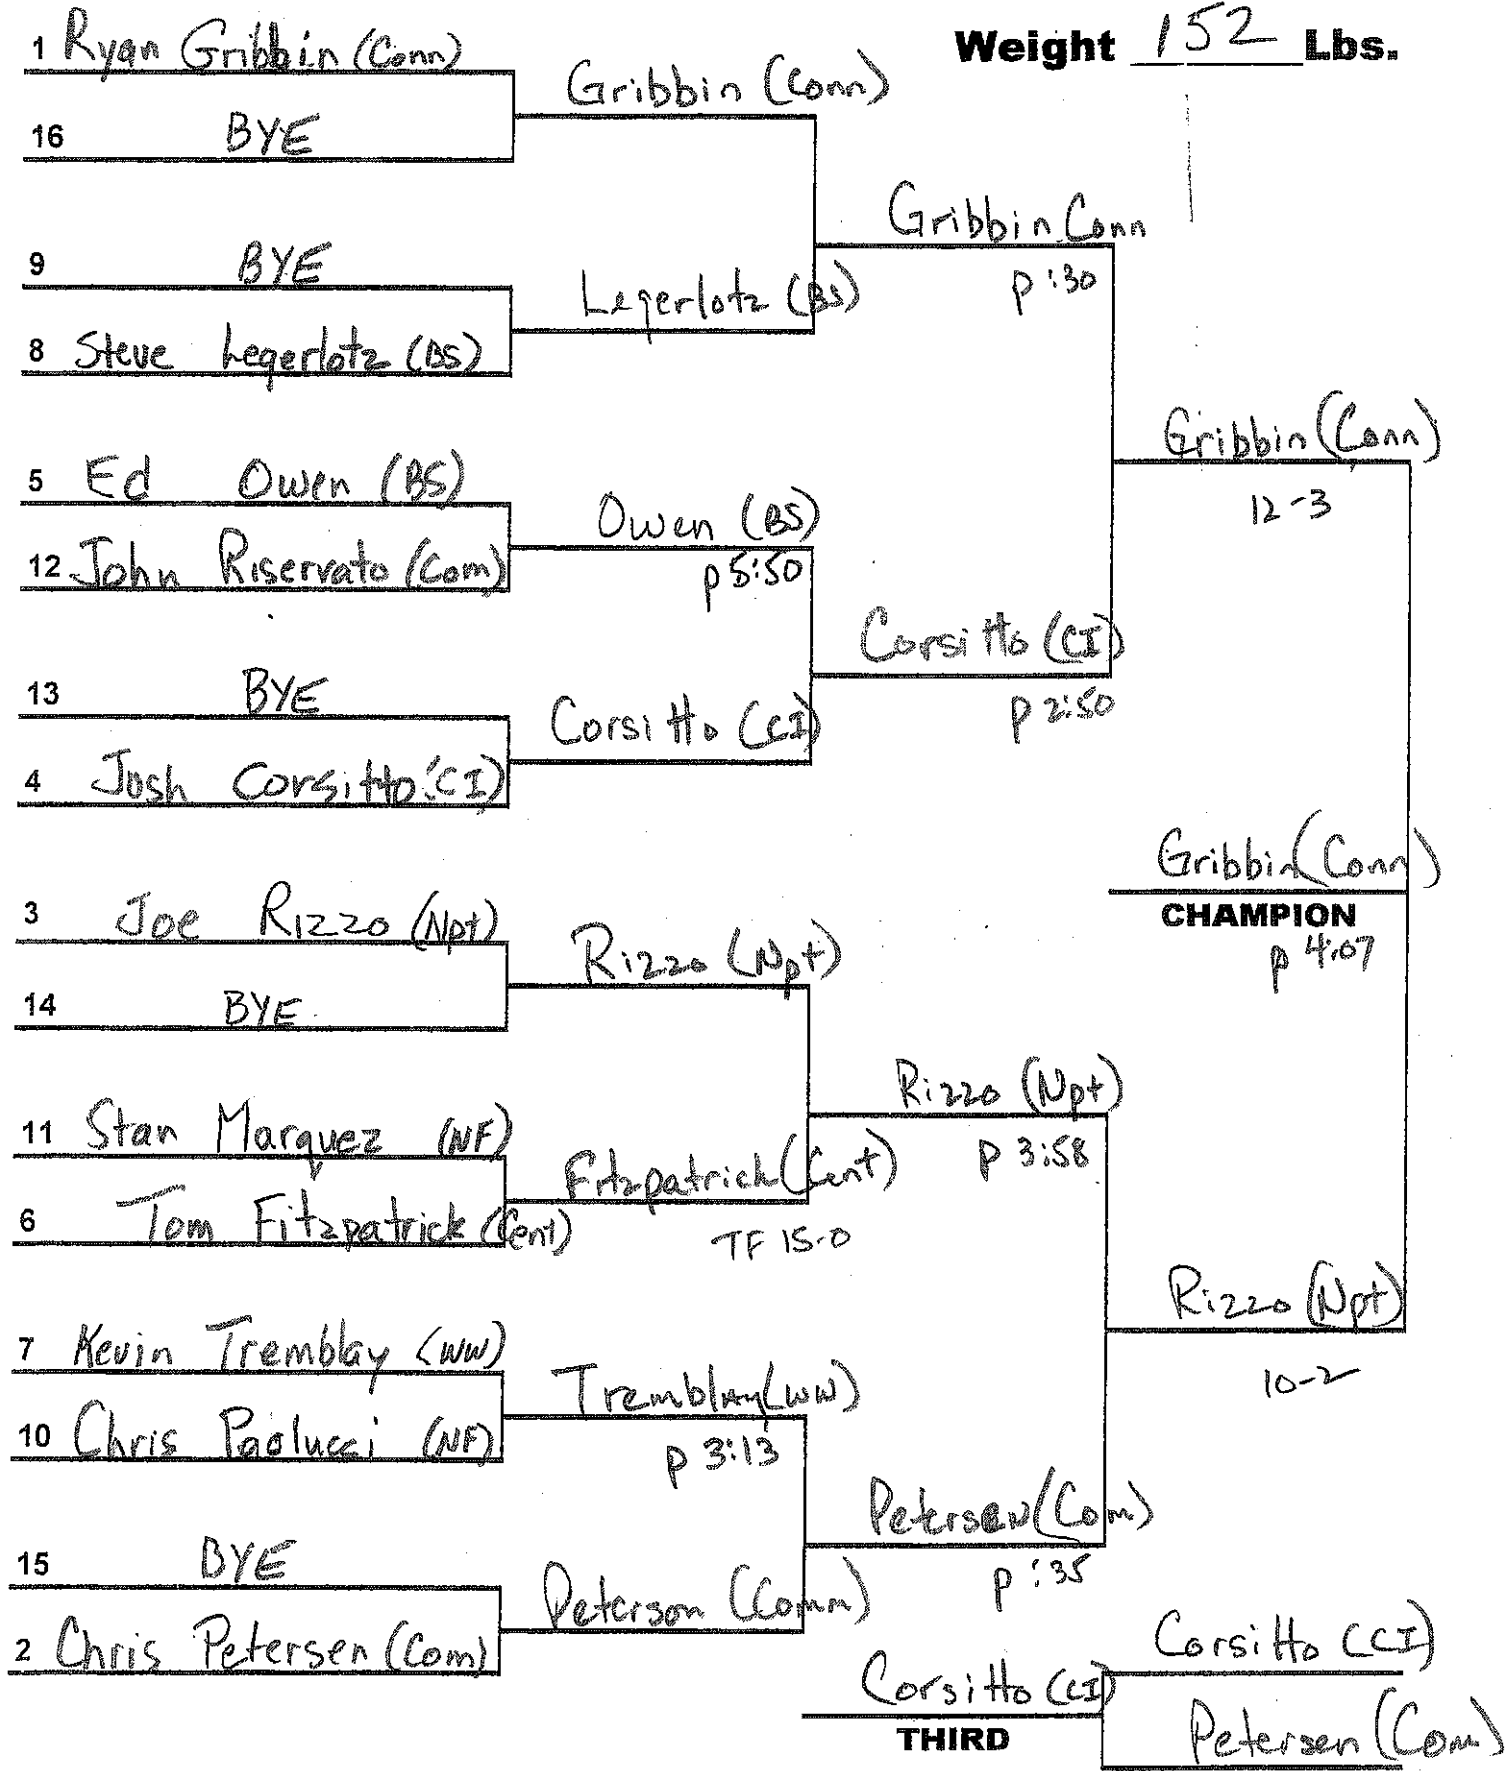 Weight 152 Lbs.
1 Ryan Gribbin (Conn)
Gribbin (Conn)
16 BYE
Gribbin Conn
p :30
9 BYE
Legerlotz (BS)
8 Steve Legerlotz (BS)
Gribbin (Conn)
12-3
5 Ed Owen (BS)
Owen (BS)
p 5:50
12 John Riservato (Com)
Corsitto (CI)
p 2:50
13 BYE
Corsitto (CI)
4 Josh Corsitto (CI)
Gribbin (Conn)
CHAMPION
p 4:07
3 Joe Rizzo (Npt)
Rizzo (Npt)
14 BYE
Rizzo (Npt)
p 3:58
11 Stan Marquez (NF)
Fitzpatrick (Cent)
TF 15-0
6 Tom Fitzpatrick (Cent)
Rizzo (Npt)
10-2
7 Kevin Tremblay (WW)
Tremblay (WW)
p 3:13
10 Chris Paolucci (NF)
Petersen (Com)
p :35
15 BYE
Peterson (Comm)
2 Chris Petersen (Com)
Corsitto (CI)
Corsitto (CI)
THIRD
Petersen (Com)